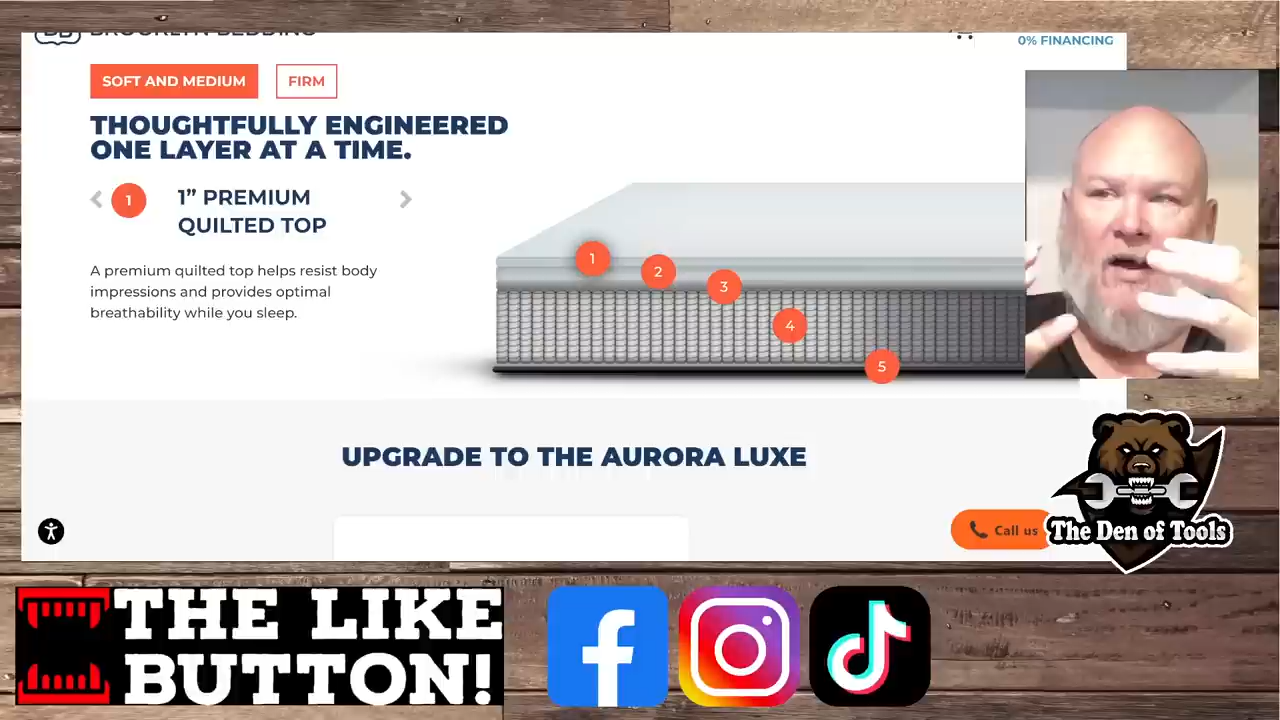 BROOKLYN BEDDING
0% FINANCING
SOFT AND MEDIUM
FIRM
THOUGHTFULLY ENGINEERED
ONE LAYER AT A TIME.
1
1” PREMIUM
QUILTED TOP
A premium quilted top helps resist body
impressions and provides optimal
breathability while you sleep.
1
2
3
4
5
UPGRADE TO THE AURORA LUXE
Call us
The Den of Tools
THE LIKE
BUTTON!